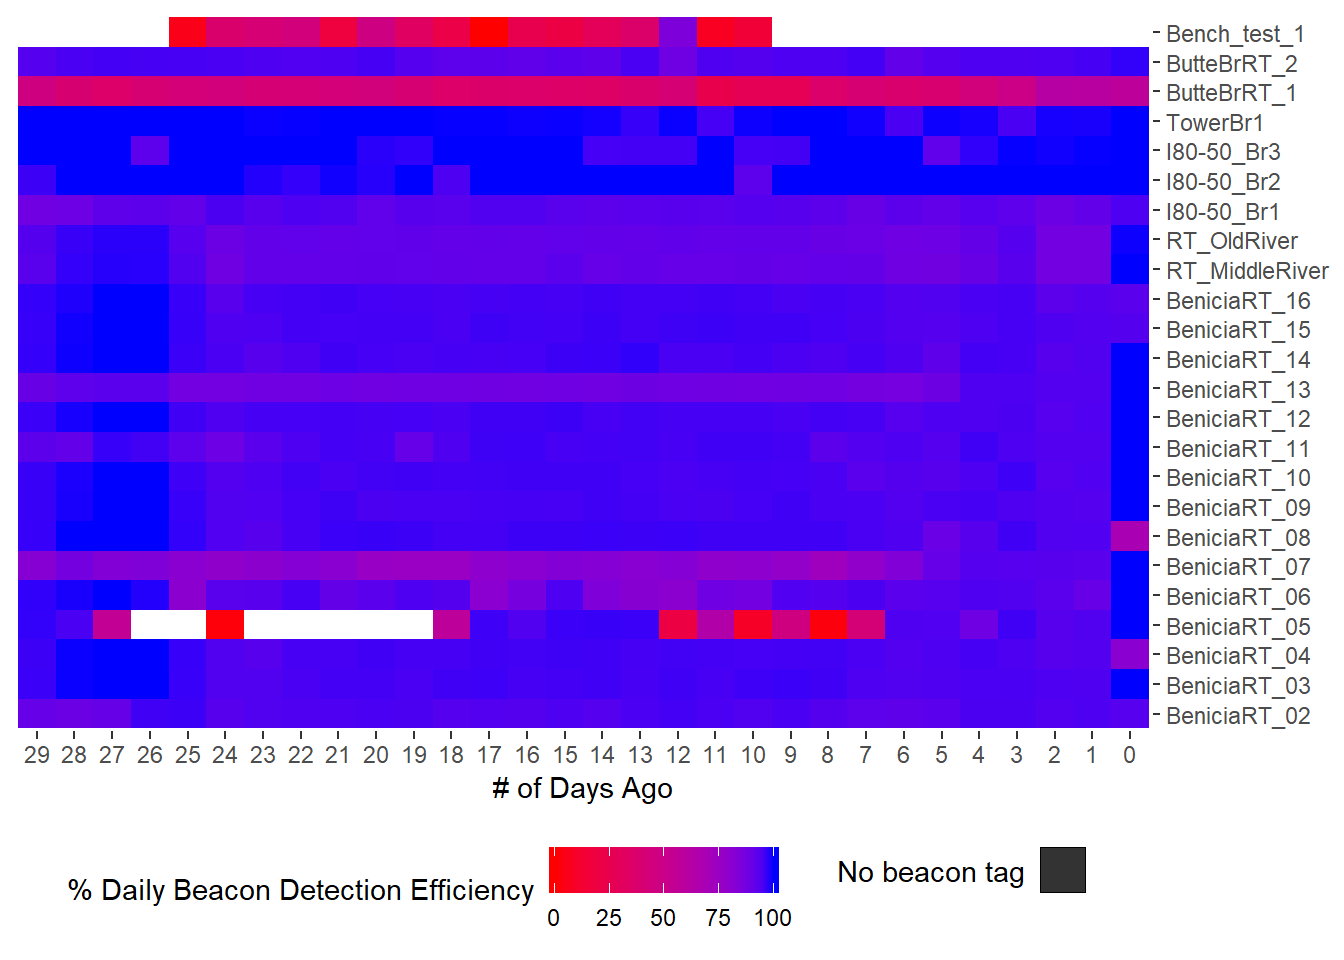 Bench_test_1
ButteBrRT_2
ButteBrRT_1
TowerBr1
I80-50_Br3
I80-50_Br2
I80-50_Br1
RT_OldRiver
RT_MiddleRiver
BeniciaRT_16
BeniciaRT_15
BeniciaRT_14
BeniciaRT_13
BeniciaRT_12
BeniciaRT_11
BeniciaRT_10
BeniciaRT_09
BeniciaRT_08
BeniciaRT_07
BeniciaRT_06
BeniciaRT_05
BeniciaRT_04
BeniciaRT_03
BeniciaRT_02
29 28 27 26 25 24 23 22 21 20 19 18 17 16 15 14 13 12 11 10 9 8 7 6 5 4 3 2 1 0
# of Days Ago
% Daily Beacon Detection Efficiency
0 25 50 75 100
No beacon tag